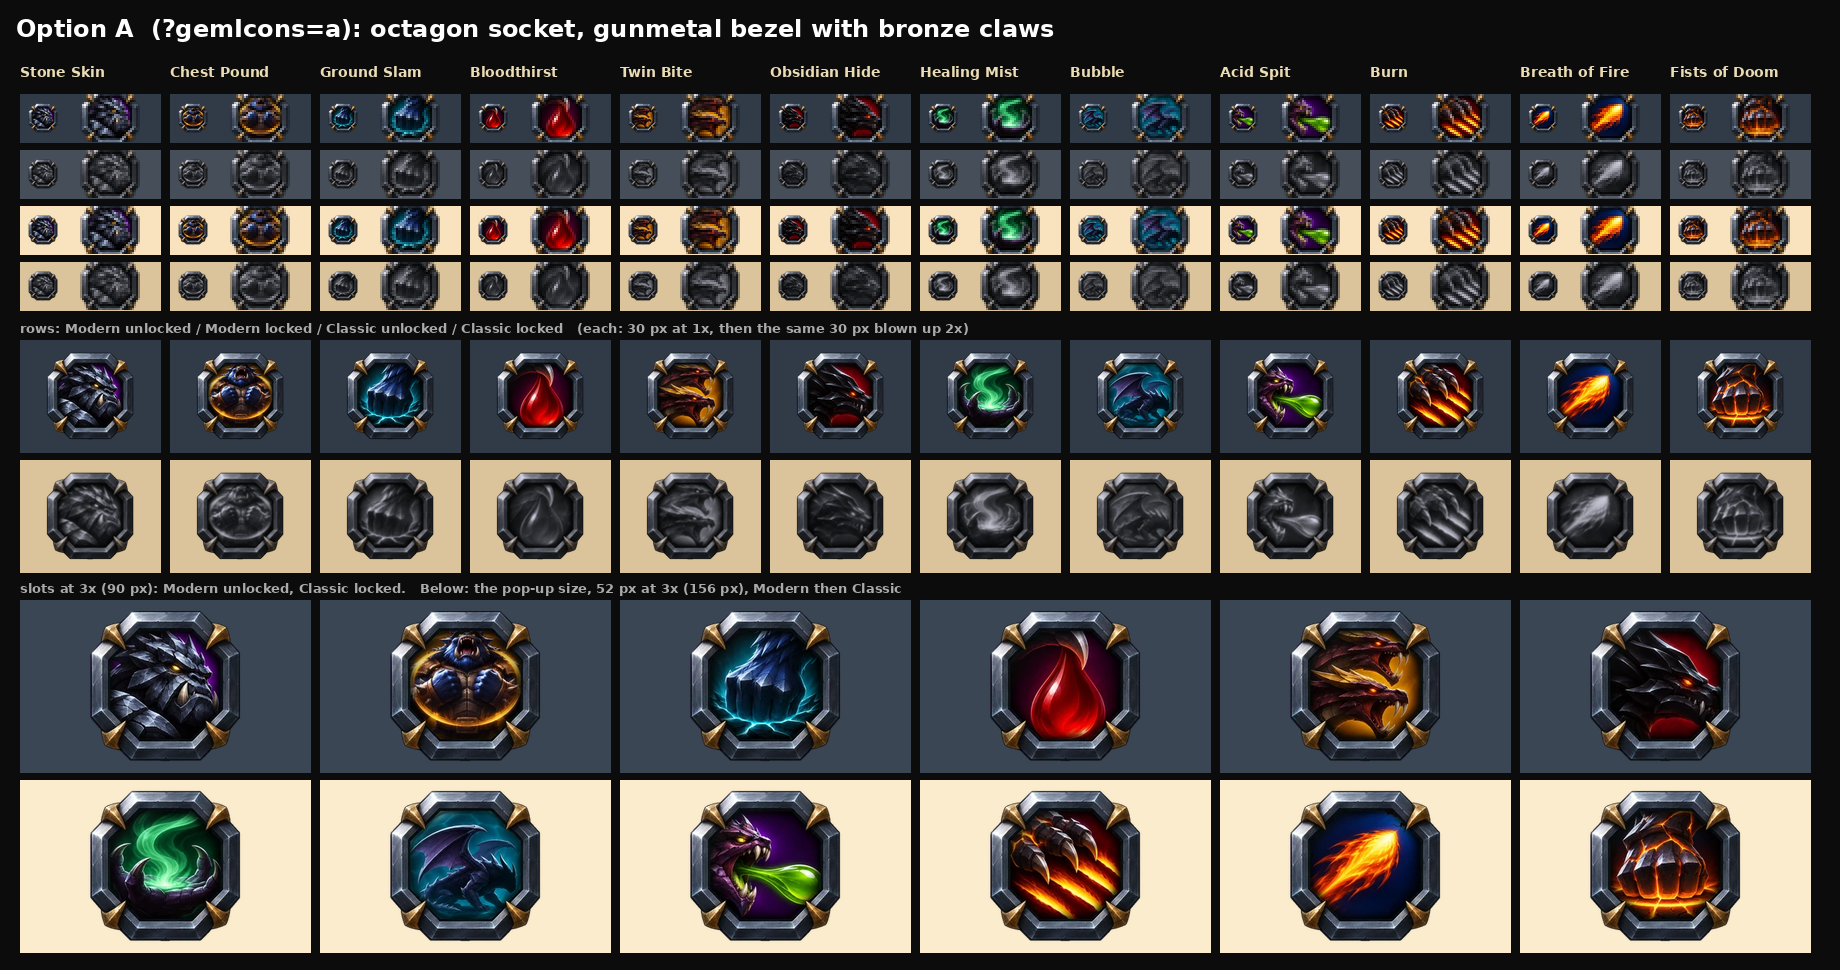 Option A (?gemIcons=a): octagon socket, gunmetal bezel with bronze claws
Stone Skin Chest Pound Ground Slam Bloodthirst Twin Bite Obsidian Hide Healing Mist Bubble Acid Spit Burn Breath of Fire Fists of Doom
rows: Modern unlocked / Modern locked / Classic unlocked / Classic locked (each: 30 px at 1x, then the same 30 px blown up 2x)
slots at 3x (90 px): Modern unlocked, Classic locked. Below: the pop-up size, 52 px at 3x (156 px), Modern then Classic